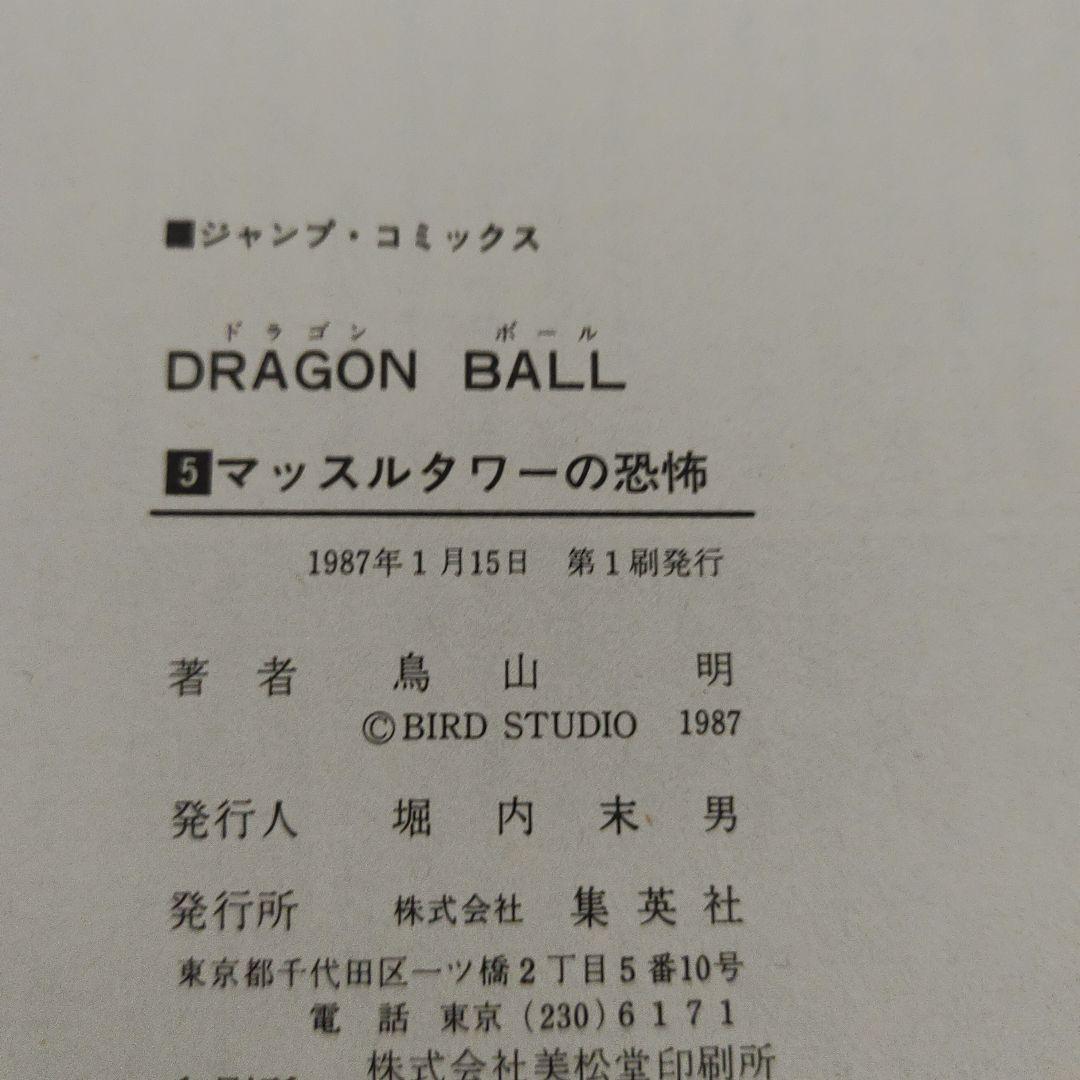 ■ジャンプ・コミックス
ドラゴン ボール
DRAGON BALL
5 マッスルタワーの恐怖
1987年1月15日 第1刷発行
著者 鳥山 明
©BIRD STUDIO 1987
発行人 堀内末男
発行所 株式会社 集英社
東京都千代田区一ツ橋2丁目5番10号
電話 東京(230)6171
株式会社美松堂印刷所